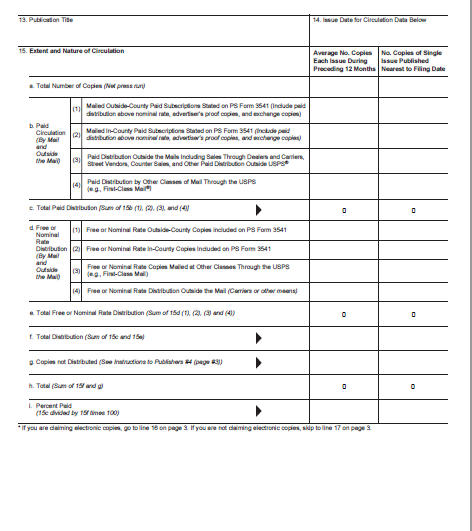 13. Publication Title
14. Issue Date for Circulation Data Below
15. Extent and Nature of Circulation
Average No. Copies
Each Issue During
Preceding 12 Months
No. Copies of Single
Issue Published
Nearest to Filing Date
a. Total Number of Copies (Net press run)
b. Paid
Circulation
(By Mail
and
Outside
the Mail)
(1)
Mailed Outside-County Paid Subscriptions Stated on PS Form 3541 (Include paid
distribution above nominal rate, advertiser's proof copies, and exchange copies)
(2)
Mailed In-County Paid Subscriptions Stated on PS Form 3541 (Include paid
distribution above nominal rate, advertiser's proof copies, and exchange copies)
(3)
Paid Distribution Outside the Mails Including Sales Through Dealers and Carriers,
Street Vendors, Counter Sales, and Other Paid Distribution Outside USPS®
(4)
Paid Distribution by Other Classes of Mail Through the USPS
(e.g., First-Class Mail®)
c. Total Paid Distribution [Sum of 15b (1), (2), (3), and (4)]
0
0
d. Free or
Nominal
Rate
Distribution
(By Mail
and
Outside
the Mail)
(1)
Free or Nominal Rate Outside-County Copies included on PS Form 3541
(2)
Free or Nominal Rate In-County Copies Included on PS Form 3541
(3)
Free or Nominal Rate Copies Mailed at Other Classes Through the USPS
(e.g., First-Class Mail)
(4)
Free or Nominal Rate Distribution Outside the Mail (Carriers or other means)
e. Total Free or Nominal Rate Distribution (Sum of 15d (1), (2), (3) and (4))
0
0
f. Total Distribution (Sum of 15c and 15e)
g. Copies not Distributed (See Instructions to Publishers #4 (page #3))
h. Total (Sum of 15f and g)
0
0
i. Percent Paid
(15c divided by 15f times 100)
* If you are claiming electronic copies, go to line 16 on page 3. If you are not claiming electronic copies, skip to line 17 on page 3.